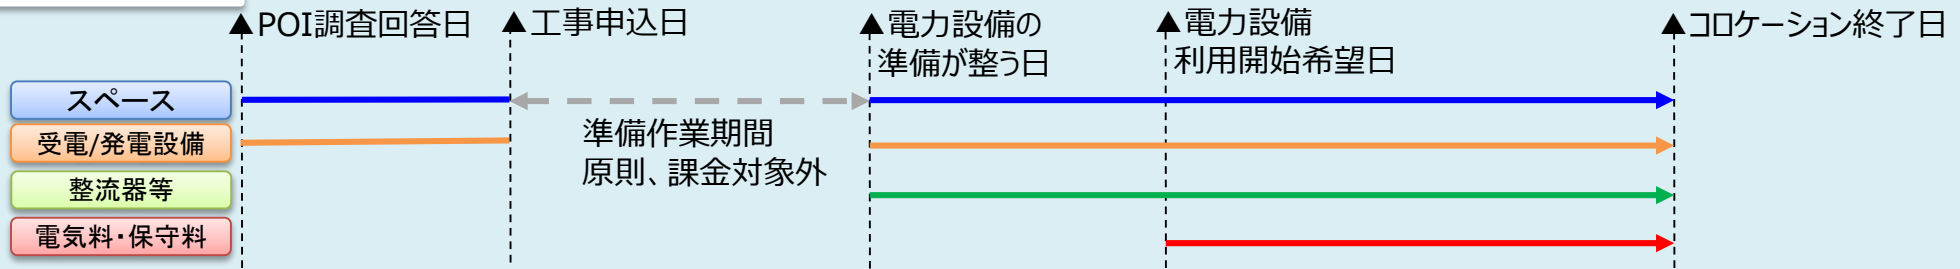 ▲POI調査回答日
▲工事申込日
▲電力設備の
準備が整う日
▲電力設備
利用開始希望日
▲コロケーション終了日
スペース
受電/発電設備
整流器等
電気料・保守料
準備作業期間
原則、課金対象外